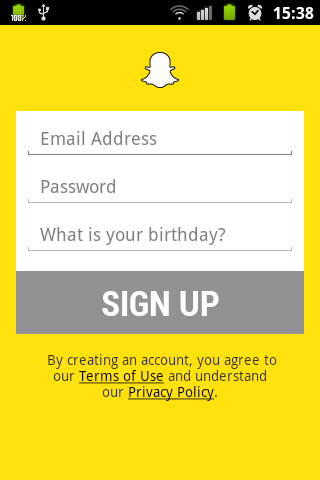 100%
15:38
Email Address
Password
What is your birthday?
SIGN UP
By creating an account, you agree to
our Terms of Use and understand
our Privacy Policy.